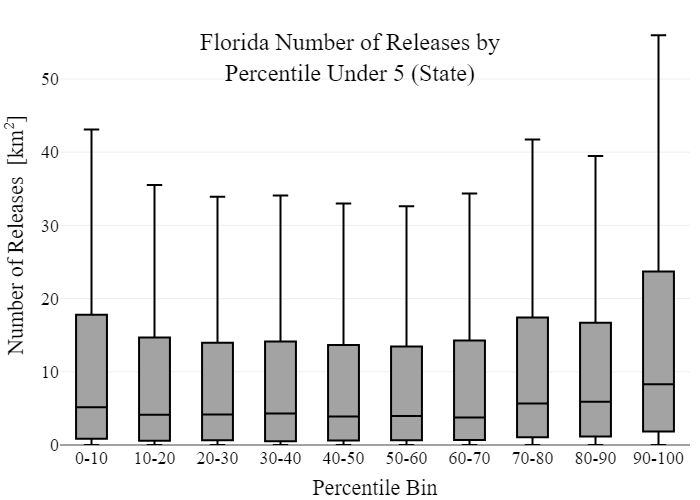 Florida Number of Releases by
Percentile Under 5 (State)
Number of Releases [km²]
50
40
30
20
10
0
0-10 10-20 20-30 30-40 40-50 50-60 60-70 70-80 80-90 90-100
Percentile Bin